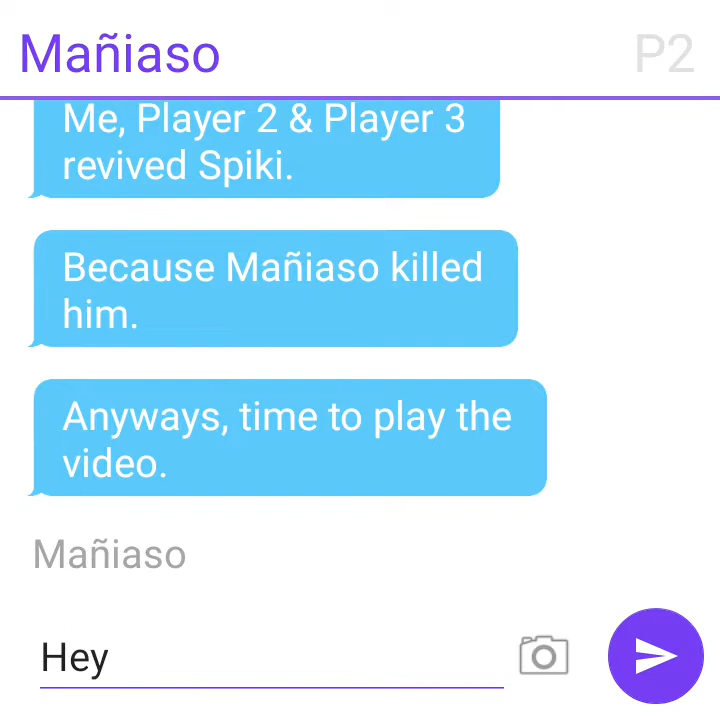 Mañiaso
P2
Me, Player 2 & Player 3
revived Spiki.
Because Mañiaso killed
him.
Anyways, time to play the
video.
Mañiaso
Hey